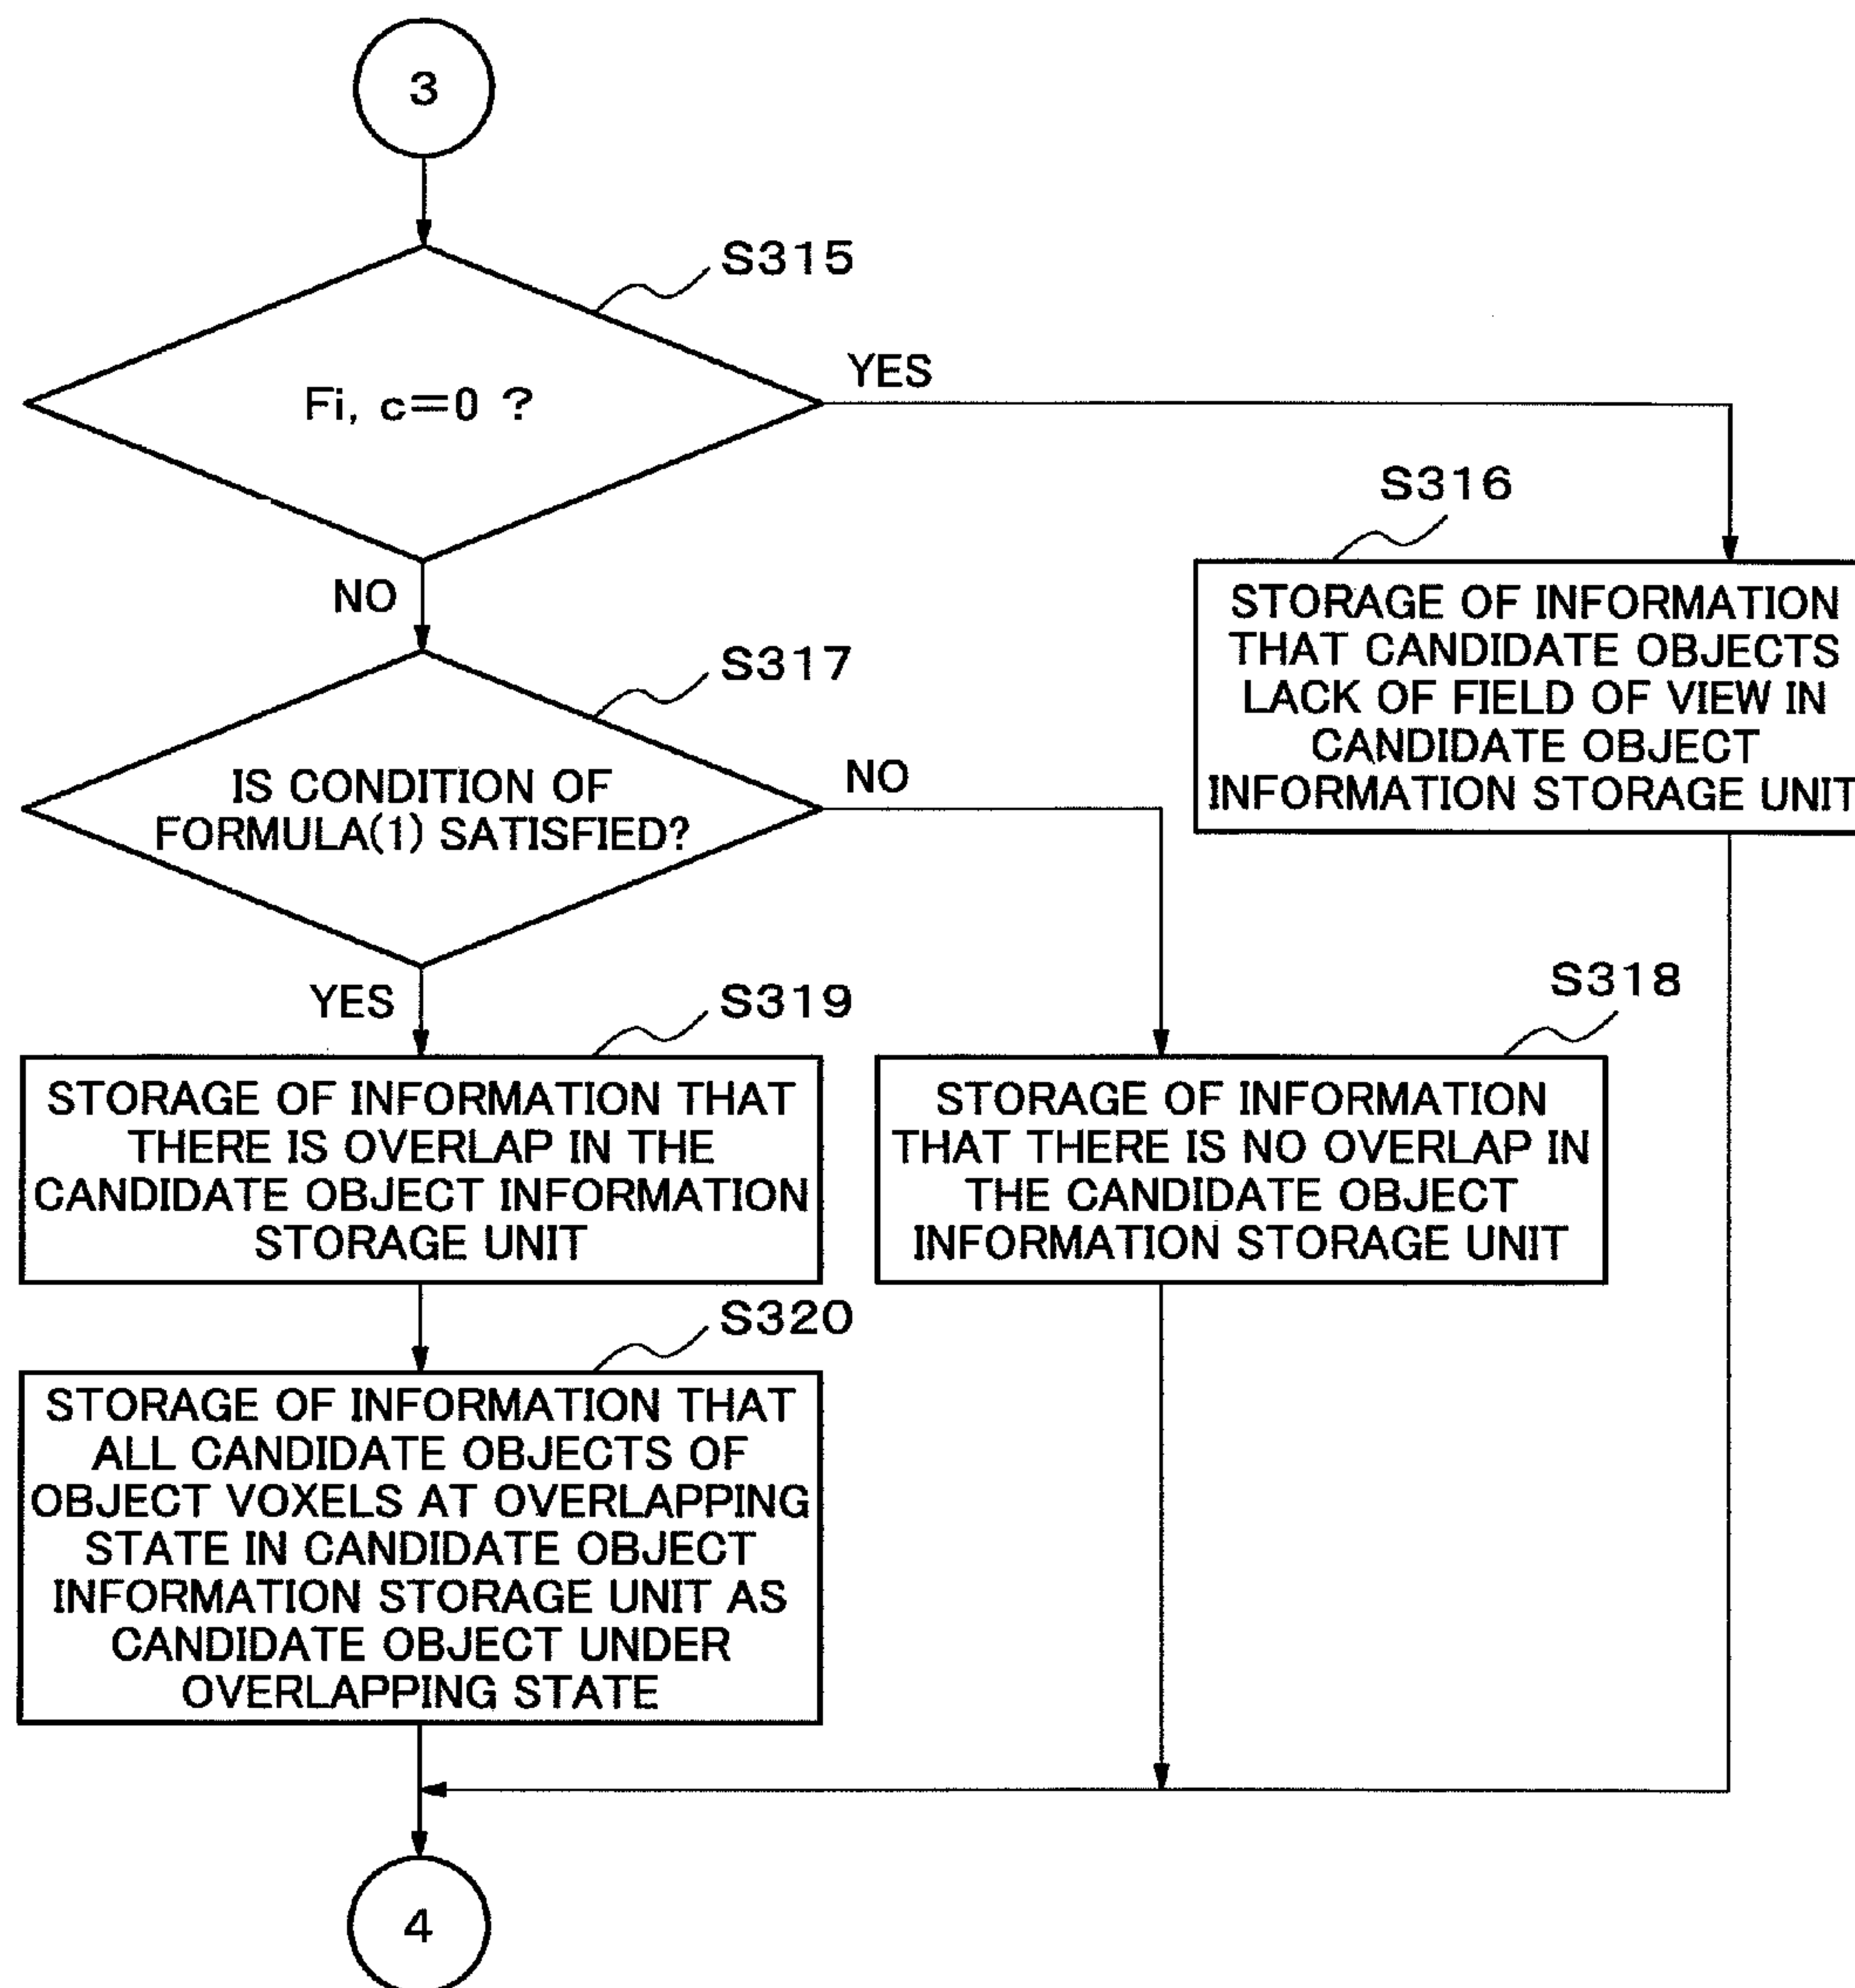 3
S315
Fi, c=0 ?
YES
S316
STORAGE OF INFORMATION
THAT CANDIDATE OBJECTS
LACK OF FIELD OF VIEW IN
CANDIDATE OBJECT
INFORMATION STORAGE UNIT
NO
S317
IS CONDITION OF
FORMULA(1) SATISFIED?
NO
YES
S319
STORAGE OF INFORMATION THAT
THERE IS OVERLAP IN THE
CANDIDATE OBJECT INFORMATION
STORAGE UNIT
S318
STORAGE OF INFORMATION
THAT THERE IS NO OVERLAP IN
THE CANDIDATE OBJECT
INFORMATION STORAGE UNIT
S320
STORAGE OF INFORMATION THAT
ALL CANDIDATE OBJECTS OF
OBJECT VOXELS AT OVERLAPPING
STATE IN CANDIDATE OBJECT
INFORMATION STORAGE UNIT AS
CANDIDATE OBJECT UNDER
OVERLAPPING STATE
4